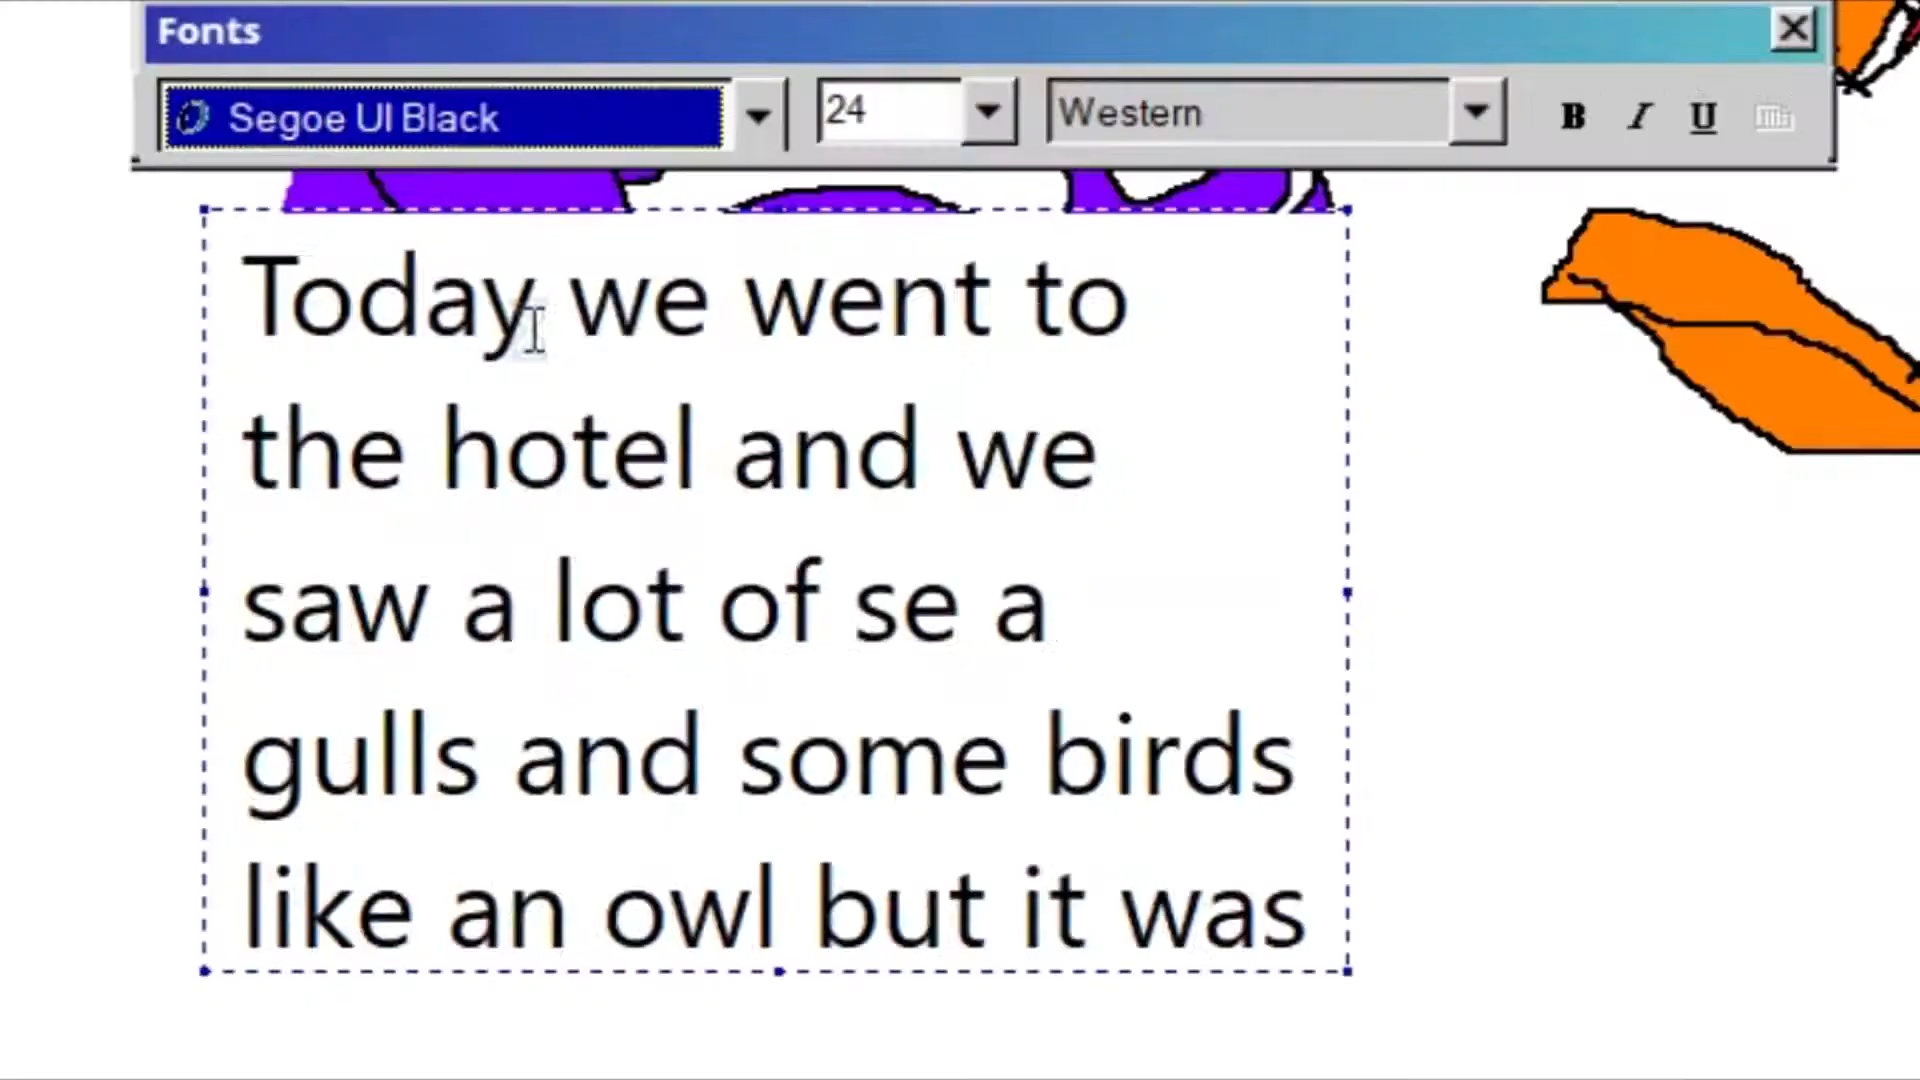 Fonts
Segoe UI Black 24 Western B I U
Today we went to
the hotel and we
saw a lot of se a
gulls and some birds
like an owl but it was